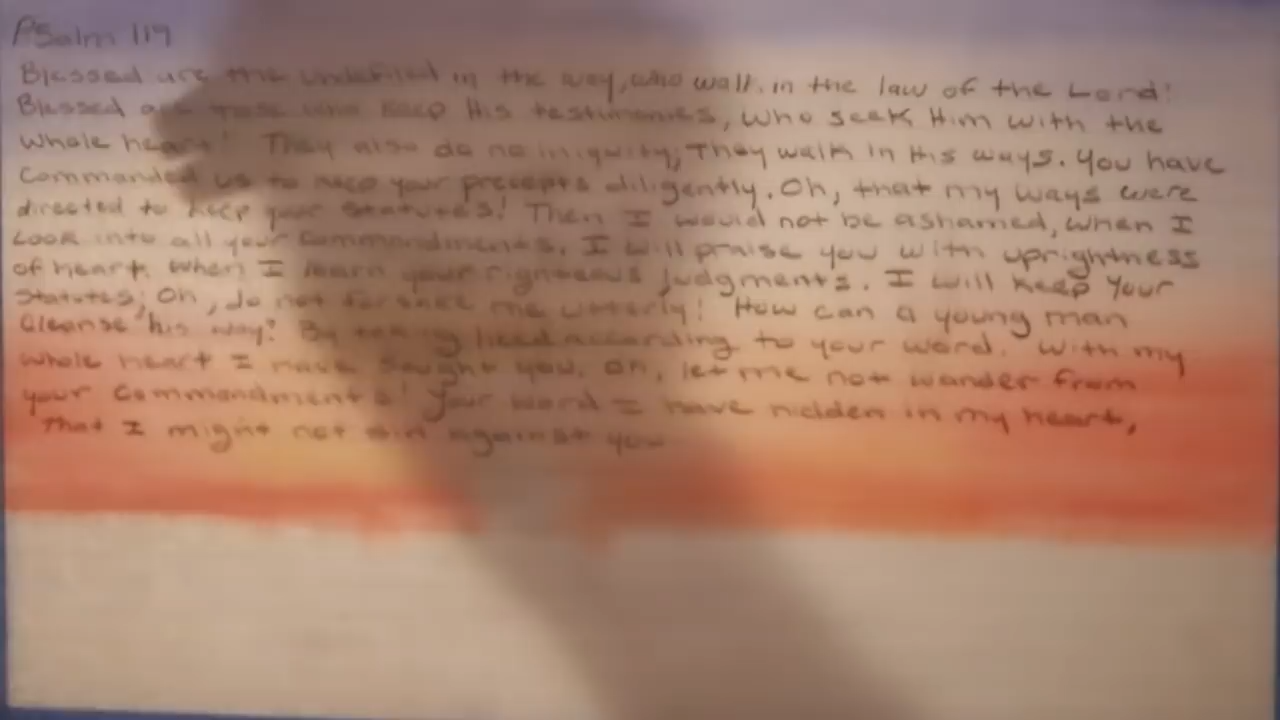 Psalm 119
Blessed are the undefiled in the way, who walk in the law of the Lord!
Blessed are those who keep His testimonies, who seek Him with the
whole heart! They also do no iniquity; They walk in His ways. You have
Commanded us to keep your precepts diligently. Oh, that my ways were
directed to keep your statutes! Then I would not be ashamed, when I
Look into all your commandments. I will praise you with uprightness
of heart, when I learn your righteous judgments. I will keep your
Statutes; Oh, do not forsake me utterly! How can a young man
Cleanse his way? By taking heed according to your word. With my
whole heart I have sought you, Oh, let me not wander from
your Commandments! Your word I have hidden in my heart,
That I might not sin against you